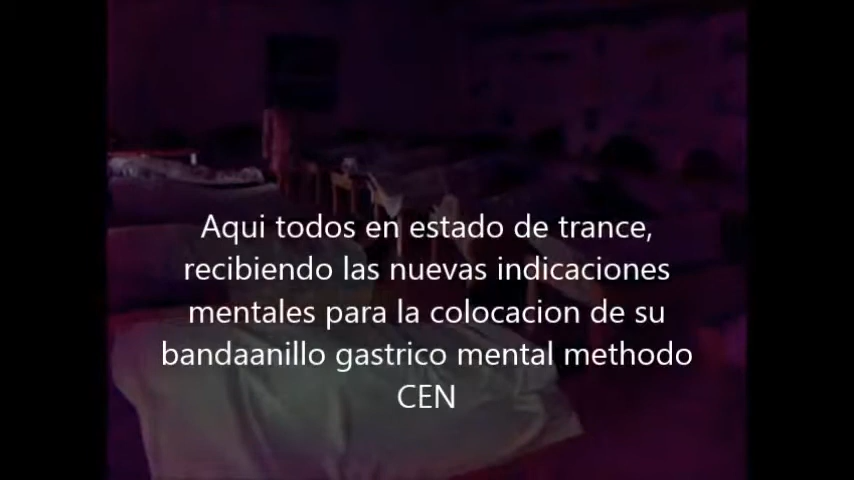 Aqui todos en estado de trance,
recibiendo las nuevas indicaciones
mentales para la colocacion de su
bandaanillo gastrico mental methodo
CEN